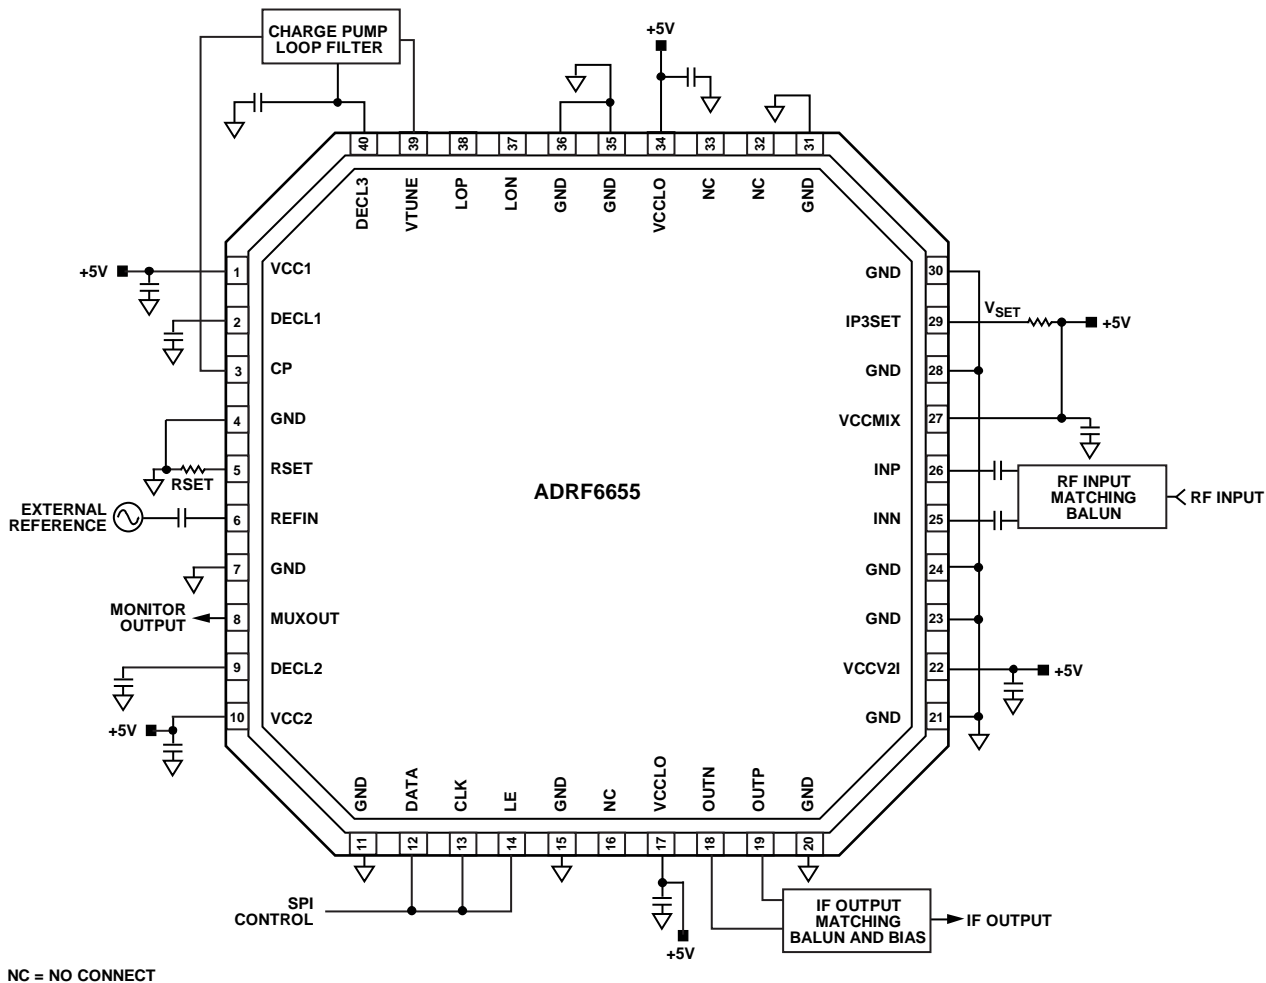 CHARGE PUMP
LOOP FILTER
+5V
40
39
38
37
36
35
34
33
32
31
DECL3
VTUNE
LOP
LON
GND
GND
VCCLO
NC
NC
GND
+5V
1
VCC1
2
DECL1
3
CP
4
GND
5
RSET
RSET
EXTERNAL
REFERENCE
6
REFIN
7
GND
MONITOR
OUTPUT
8
MUXOUT
9
DECL2
+5V
10
VCC2
ADRF6655
GND
30
IP3SET
29
VSET
+5V
GND
28
VCCMIX
27
INP
26
INN
25
RF INPUT
MATCHING
BALUN
RF INPUT
GND
24
GND
23
VCCV2I
22
+5V
GND
21
GND
DATA
CLK
LE
GND
NC
VCCLO
OUTN
OUTP
GND
11
12
13
14
15
16
17
18
19
20
SPI
CONTROL
+5V
IF OUTPUT
MATCHING
BALUN AND BIAS
IF OUTPUT
NC = NO CONNECT